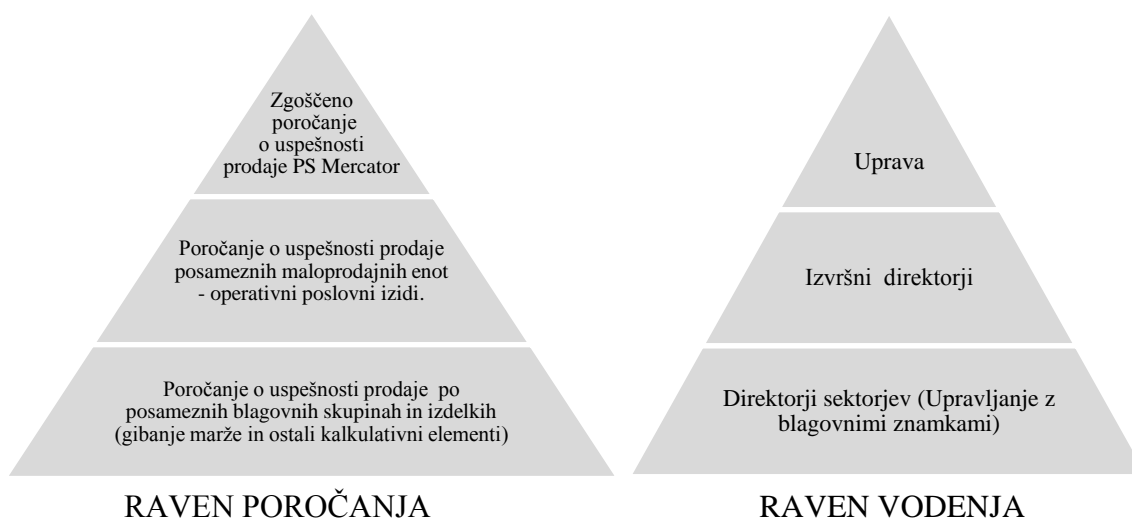 Zgoščeno
poročanje
o uspešnosti
prodaje PS Mercator
Poročanje o uspešnosti prodaje
posameznih maloprodajnih enot
- operativni poslovni izidi.
Poročanje o uspešnosti prodaje po
posameznih blagovnih skupinah in izdelkih
(gibanje marže in ostali kalkulativni elementi)
RAVEN POROČANJA
Uprava
Izvršni direktorji
Direktorji sektorjev (Upravljanje z
blagovnimi znamkami)
RAVEN VODENJA